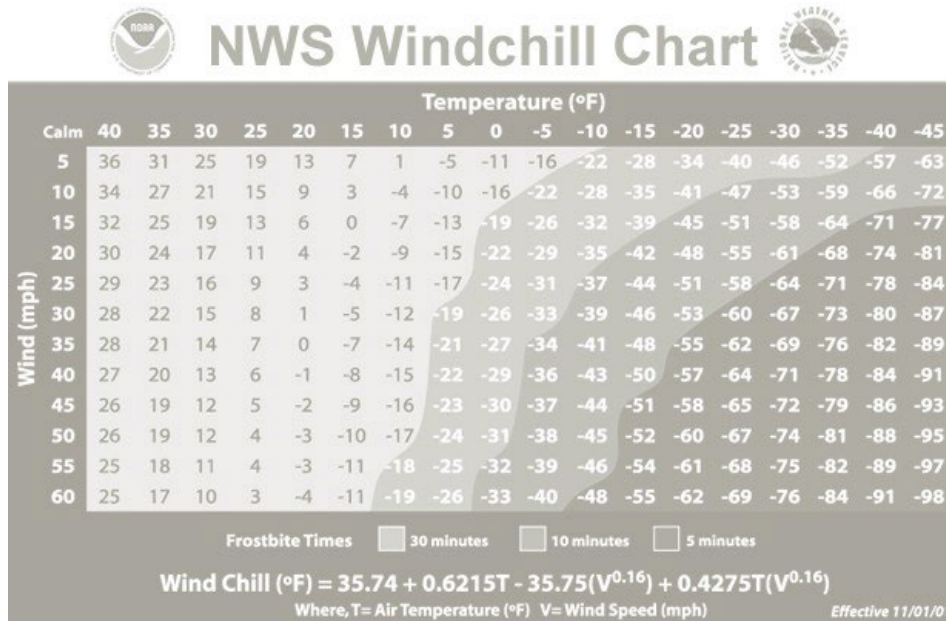 NOAA
NWS Windchill Chart
Temperature (ºF)
Calm 40 35 30 25 20 15 10 5 0 -5 -10 -15 -20 -25 -30 -35 -40 -45
5 36 31 25 19 13 7 1 -5 -11 -16 -22 -28 -34 -40 -46 -52 -57 -63
10 34 27 21 15 9 3 -4 -10 -16 -22 -28 -35 -41 -47 -53 -59 -66 -72
15 32 25 19 13 6 0 -7 -13 -19 -26 -32 -39 -45 -51 -58 -64 -71 -77
20 30 24 17 11 4 -2 -9 -15 -22 -29 -35 -42 -48 -55 -61 -68 -74 -81
25 29 23 16 9 3 -4 -11 -17 -24 -31 -37 -44 -51 -58 -64 -71 -78 -84
30 28 22 15 8 1 -5 -12 -19 -26 -33 -39 -46 -53 -60 -67 -73 -80 -87
35 28 21 14 7 0 -7 -14 -21 -27 -34 -41 -48 -55 -62 -69 -76 -82 -89
40 27 20 13 6 -1 -8 -15 -22 -29 -36 -43 -50 -57 -64 -71 -78 -84 -91
45 26 19 12 5 -2 -9 -16 -23 -30 -37 -44 -51 -58 -65 -72 -79 -86 -93
50 26 19 12 4 -3 -10 -17 -24 -31 -38 -45 -52 -60 -67 -74 -81 -88 -95
55 25 18 11 4 -3 -11 -18 -25 -32 -39 -46 -54 -61 -68 -75 -82 -89 -97
60 25 17 10 3 -4 -11 -19 -26 -33 -40 -48 -55 -62 -69 -76 -84 -91 -98
Wind (mph)
Frostbite Times 30 minutes 10 minutes 5 minutes
Wind Chill (ºF) = 35.74 + 0.6215T - 35.75(V^0.16) + 0.4275T(V^0.16)
Where, T= Air Temperature (ºF) V= Wind Speed (mph) Effective 11/01/0